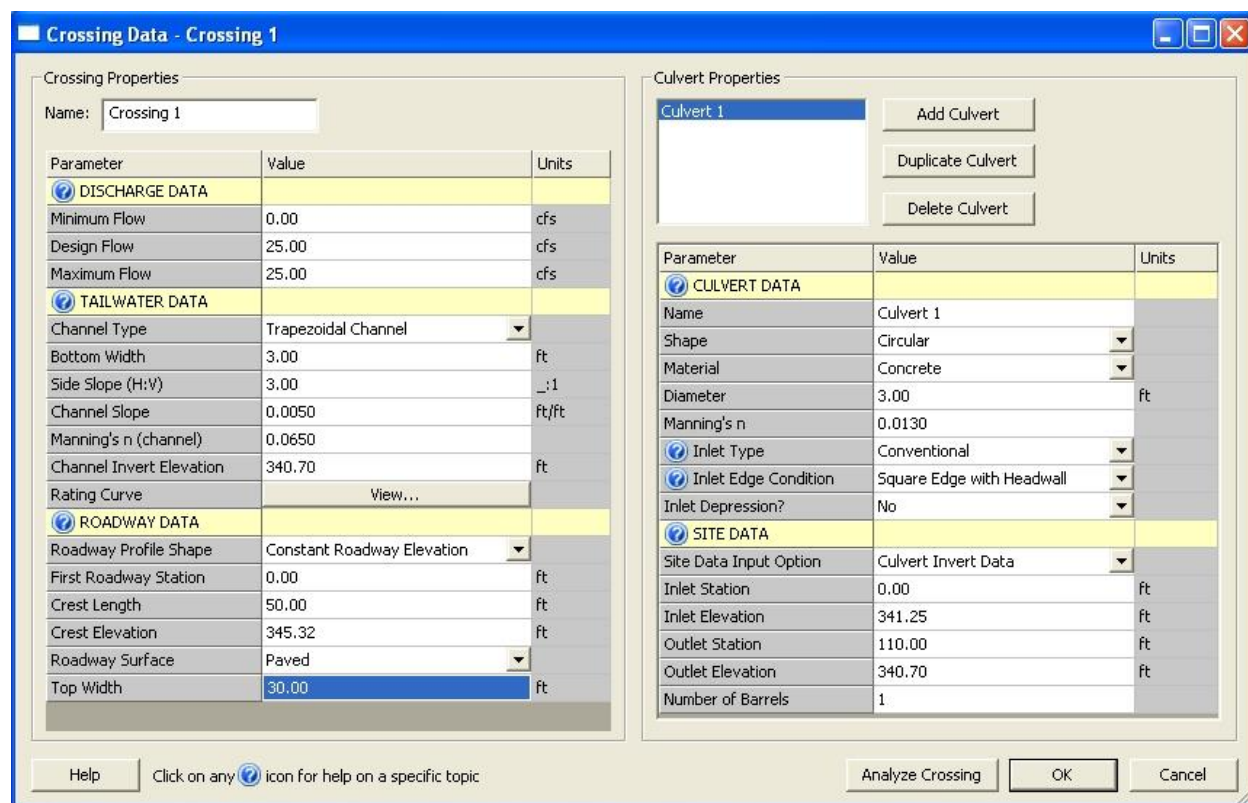 Crossing Data - Crossing 1
Crossing Properties
Name: Crossing 1
Parameter Value Units
DISCHARGE DATA
Minimum Flow 0.00 cfs
Design Flow 25.00 cfs
Maximum Flow 25.00 cfs
TAILWATER DATA
Channel Type Trapezoidal Channel
Bottom Width 3.00 ft
Side Slope (H:V) 3.00 _:1
Channel Slope 0.0050 ft/ft
Manning's n (channel) 0.0650
Channel Invert Elevation 340.70 ft
Rating Curve View...
ROADWAY DATA
Roadway Profile Shape Constant Roadway Elevation
First Roadway Station 0.00 ft
Crest Length 50.00 ft
Crest Elevation 345.32 ft
Roadway Surface Paved
Top Width 30.00 ft
Culvert Properties
Culvert 1
Add Culvert
Duplicate Culvert
Delete Culvert
Parameter Value Units
CULVERT DATA
Name Culvert 1
Shape Circular
Material Concrete
Diameter 3.00 ft
Manning's n 0.0130
Inlet Type Conventional
Inlet Edge Condition Square Edge with Headwall
Inlet Depression? No
SITE DATA
Site Data Input Option Culvert Invert Data
Inlet Station 0.00 ft
Inlet Elevation 341.25 ft
Outlet Station 110.00 ft
Outlet Elevation 340.70 ft
Number of Barrels 1
Help Click on any ? icon for help on a specific topic
Analyze Crossing OK Cancel